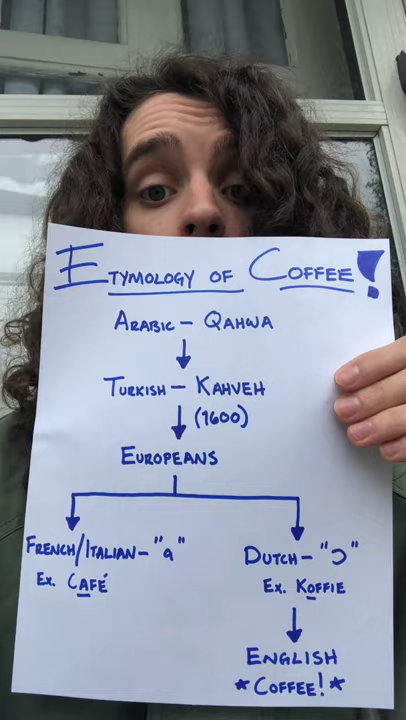 ETYMOLOGY OF COFFEE!
ARABIC - QAHWA
TURKISH - KAHVEH
(1600)
EUROPEANS
FRENCH/ITALIAN - "a"
EX. CAFÉ
DUTCH - "ɔ"
EX. KOFFIE
ENGLISH
*COFFEE!*